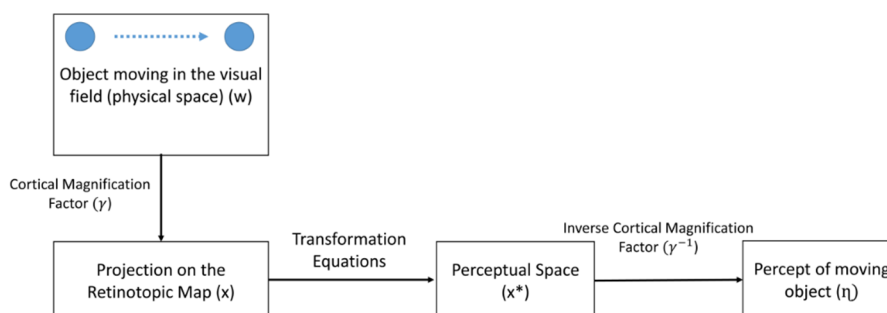 Object moving in the visual
field (physical space) (w)
Cortical Magnification
Factor (γ)
Projection on the
Retinotopic Map (x)
Transformation
Equations
Perceptual Space
(x*)
Inverse Cortical Magnification
Factor (γ⁻¹)
Percept of moving
object (η)